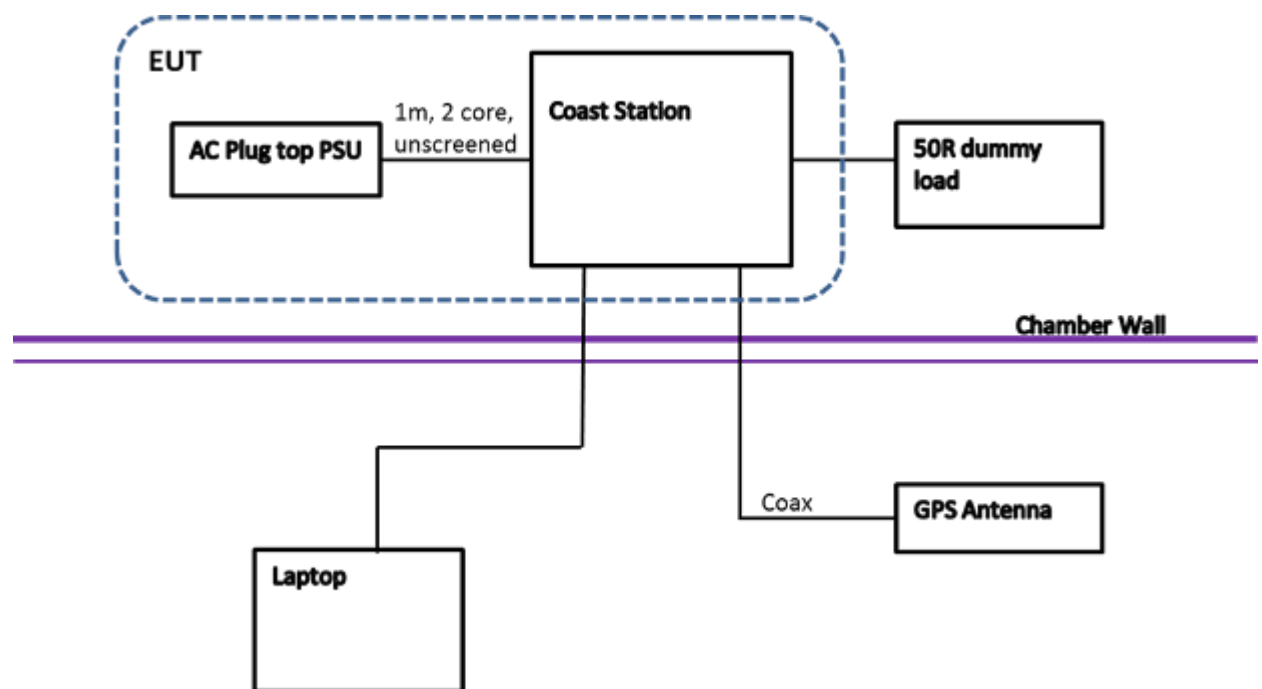 EUT
AC Plug top PSU
1m, 2 core,
unscreened
Coast Station
50R dummy
load
Chamber Wall
Coax
GPS Antenna
Laptop